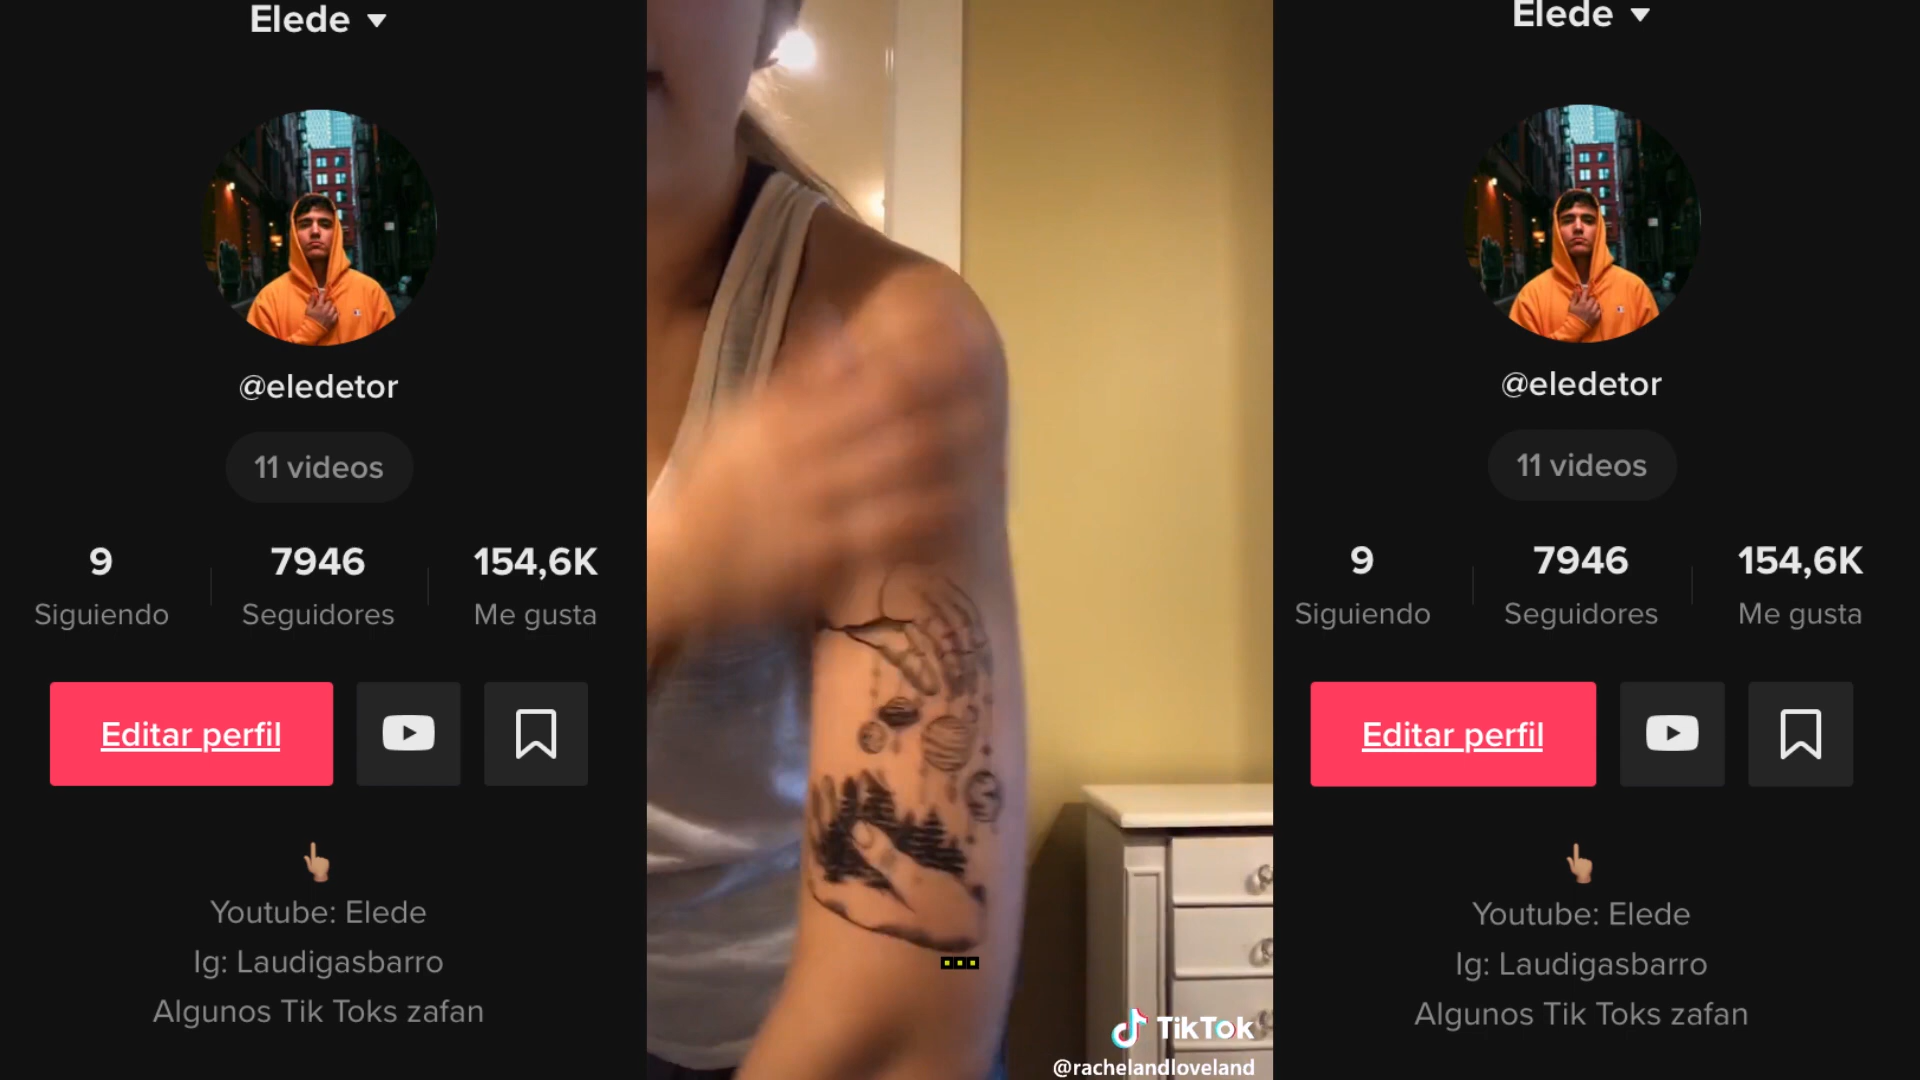 Elede
@eledetor
11 videos
9
7946
154,6K
Siguiendo
Seguidores
Me gusta
Editar perfil
Youtube: Elede
Ig: Laudigasbarro
Algunos Tik Toks zafan
...
TikTok
@rachelandloveland
Elede
@eledetor
11 videos
9
7946
154,6K
Siguiendo
Seguidores
Me gusta
Editar perfil
Youtube: Elede
Ig: Laudigasbarro
Algunos Tik Toks zafan